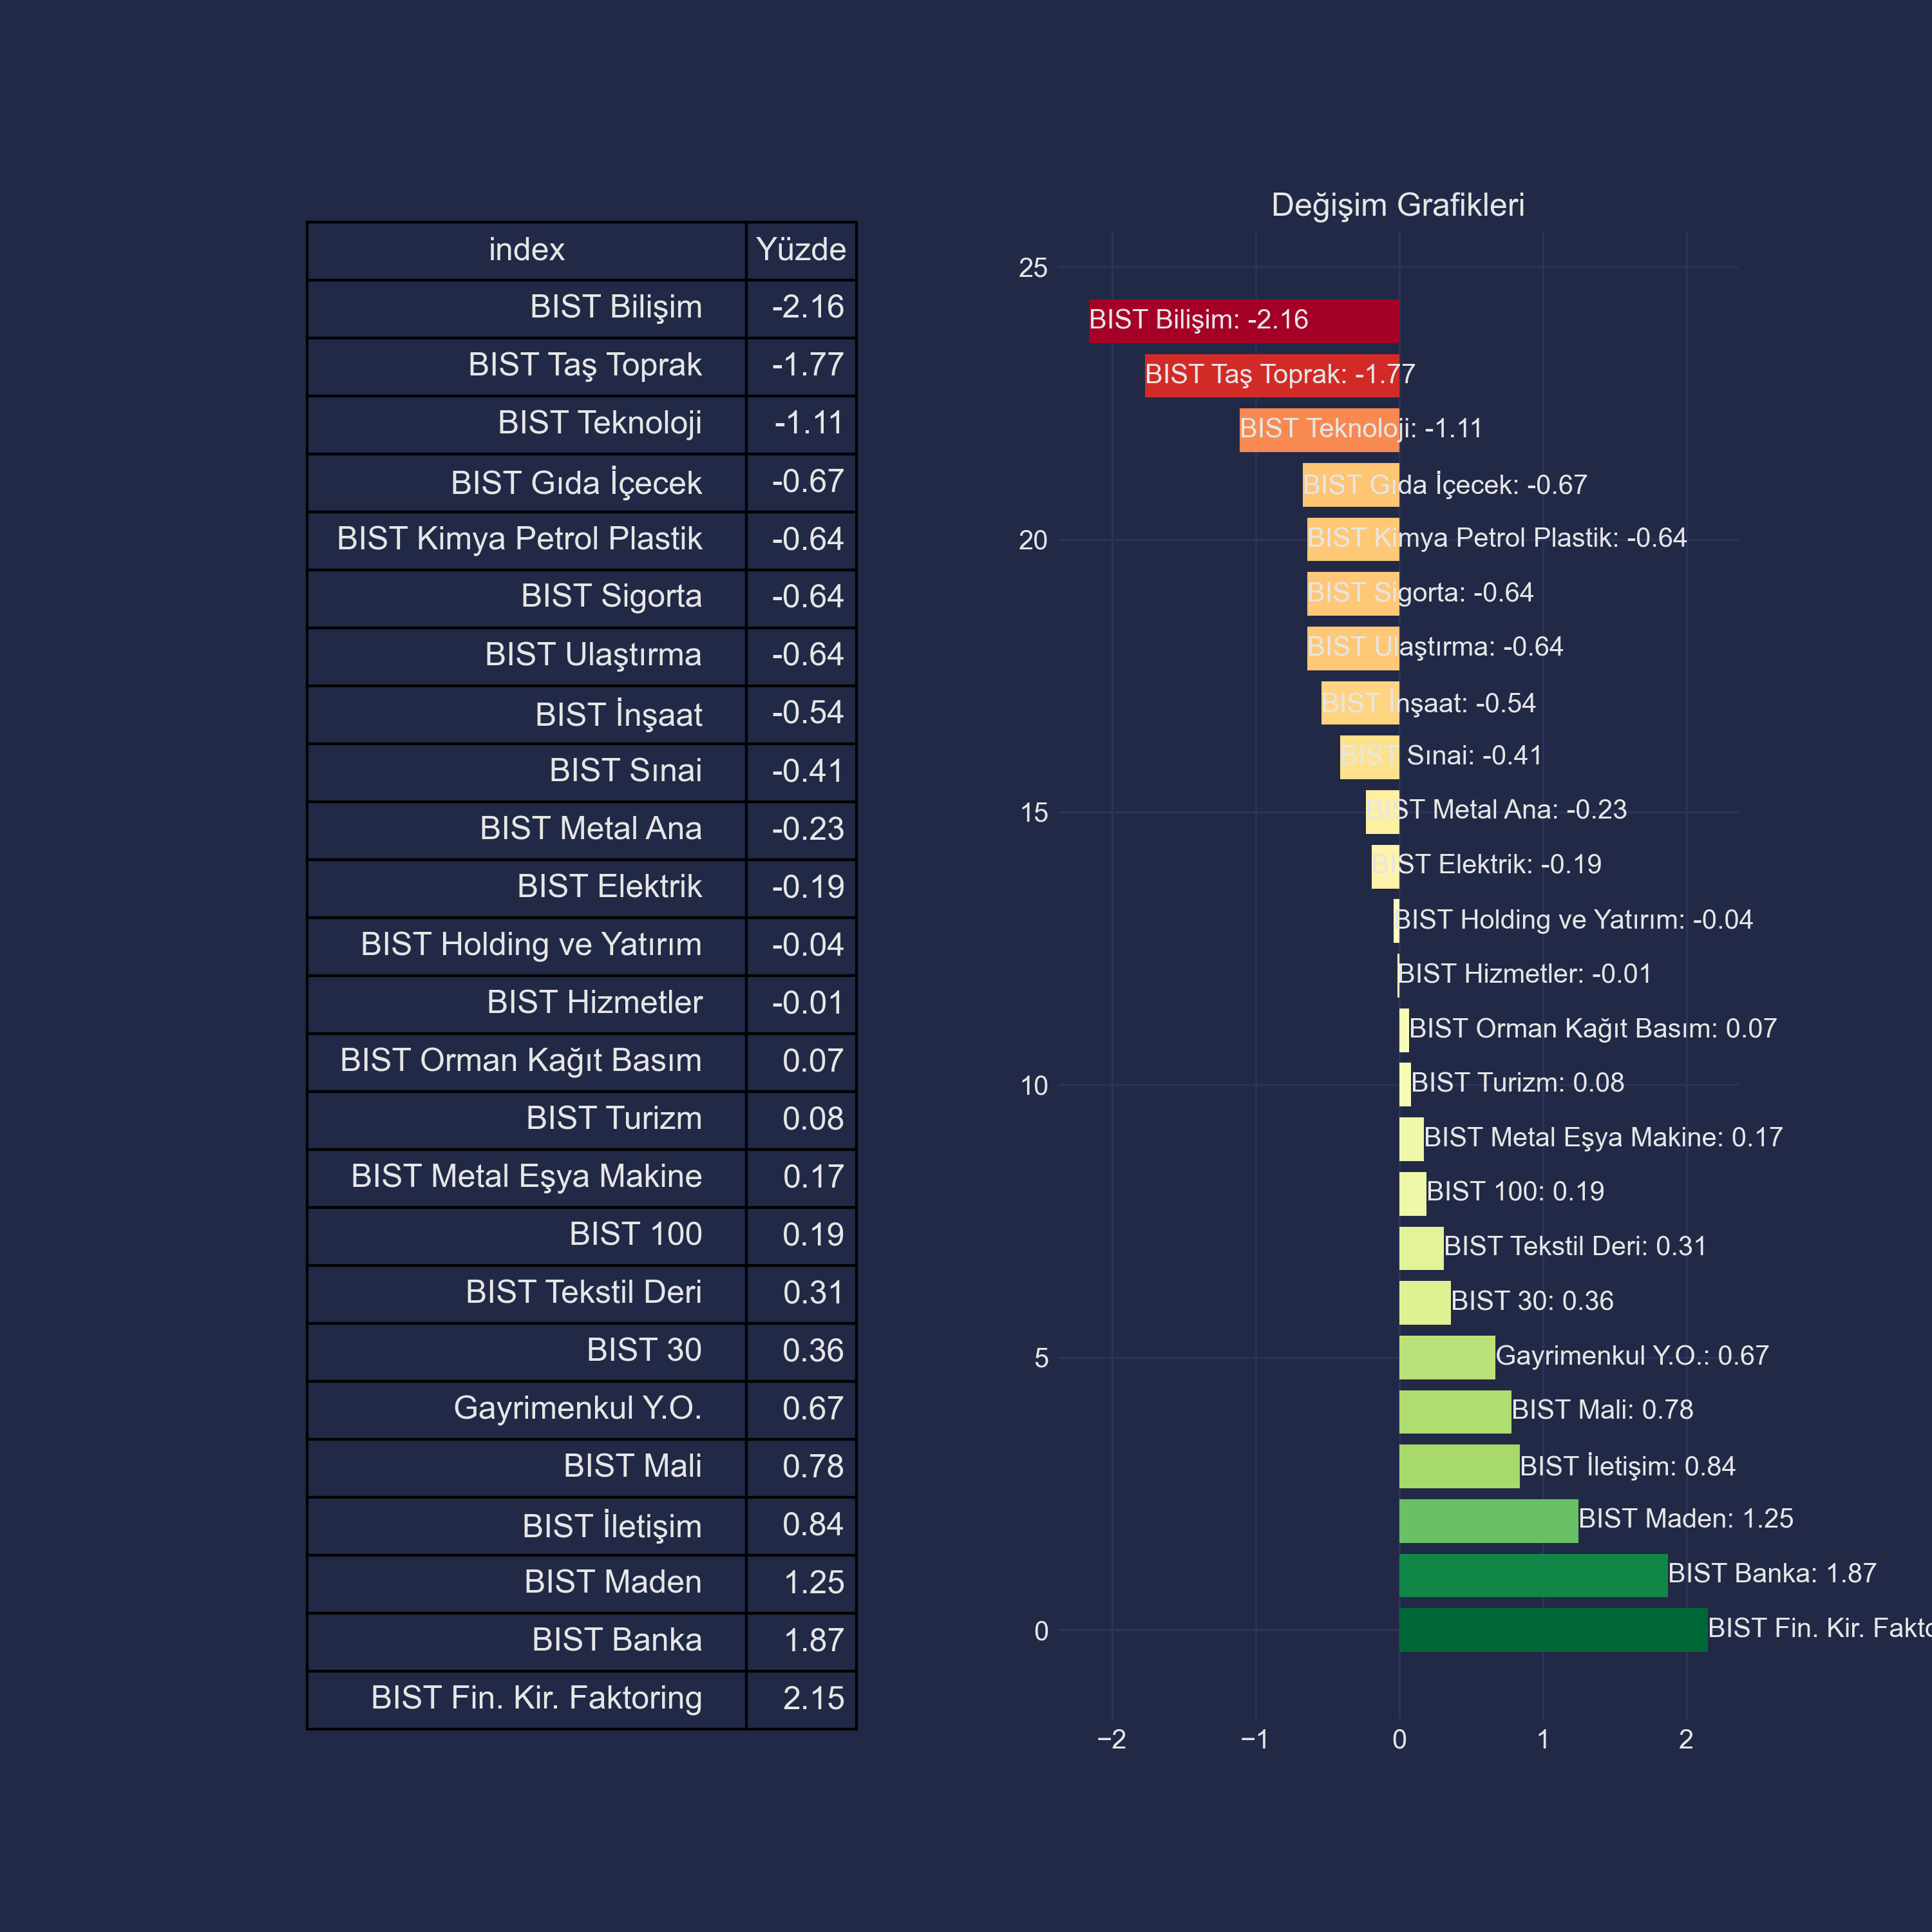 index Yüzde
BIST Bilişim -2.16
BIST Taş Toprak -1.77
BIST Teknoloji -1.11
BIST Gıda İçecek -0.67
BIST Kimya Petrol Plastik -0.64
BIST Sigorta -0.64
BIST Ulaştırma -0.64
BIST İnşaat -0.54
BIST Sınai -0.41
BIST Metal Ana -0.23
BIST Elektrik -0.19
BIST Holding ve Yatırım -0.04
BIST Hizmetler -0.01
BIST Orman Kağıt Basım 0.07
BIST Turizm 0.08
BIST Metal Eşya Makine 0.17
BIST 100 0.19
BIST Tekstil Deri 0.31
BIST 30 0.36
Gayrimenkul Y.O. 0.67
BIST Mali 0.78
BIST İletişim 0.84
BIST Maden 1.25
BIST Banka 1.87
BIST Fin. Kir. Faktoring 2.15
Değişim Grafikleri
25
BIST Bilişim: -2.16
BIST Taş Toprak: -1.77
BIST Teknoloji: -1.11
BIST Gıda İçecek: -0.67
20 BIST Kimya Petrol Plastik: -0.64
BIST Sigorta: -0.64
BIST Ulaştırma: -0.64
BIST İnşaat: -0.54
BIST Sınai: -0.41
15 BIST Metal Ana: -0.23
BIST Elektrik: -0.19
BIST Holding ve Yatırım: -0.04
BIST Hizmetler: -0.01
BIST Orman Kağıt Basım: 0.07
10 BIST Turizm: 0.08
BIST Metal Eşya Makine: 0.17
BIST 100: 0.19
BIST Tekstil Deri: 0.31
BIST 30: 0.36
5 Gayrimenkul Y.O.: 0.67
BIST Mali: 0.78
BIST İletişim: 0.84
BIST Maden: 1.25
BIST Banka: 1.87
0 BIST Fin. Kir.
−2 −1 0 1 2